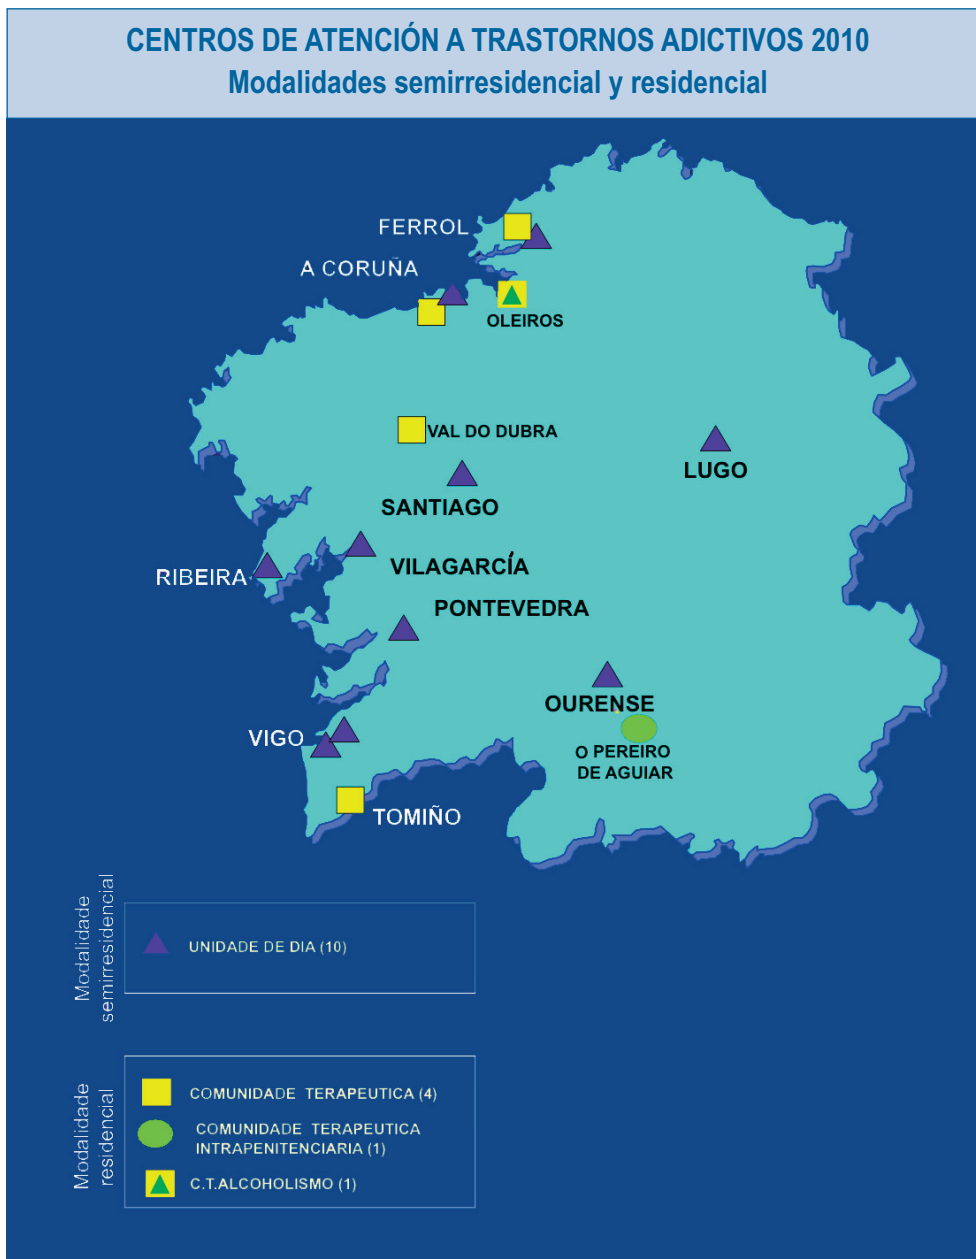 CENTROS DE ATENCIÓN A TRASTORNOS ADICTIVOS 2010
Modalidades semirresidencial y residencial
FERROL
A CORUÑA
OLEIROS
VAL DO DUBRA
LUGO
SANTIAGO
VILAGARCÍA
RIBEIRA
PONTEVEDRA
OURENSE
VIGO
O PEREIRO
DE AGUIAR
TOMIÑO
Modalidade
semirresidencial
UNIDADE DE DIA (10)
Modalidade
residencial
COMUNIDADE TERAPEUTICA (4)
COMUNIDADE TERAPEUTICA
INTRAPENITENCIARIA (1)
C.T.ALCOHOLISMO (1)